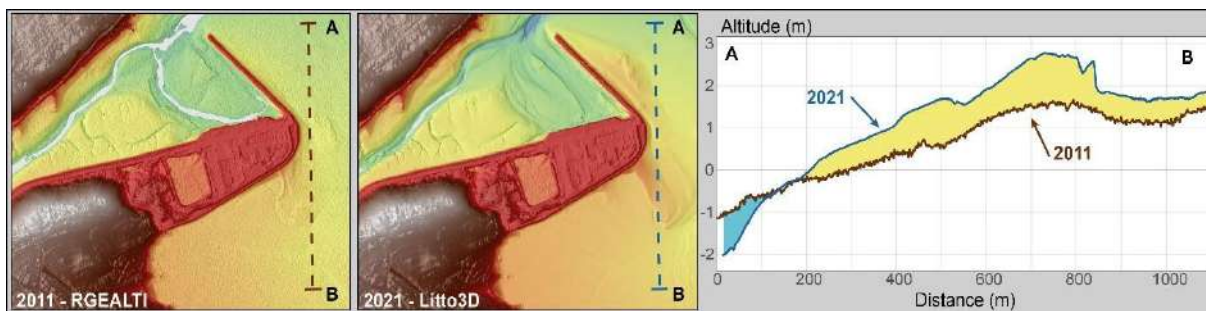 A
B
2011 - RGEALTI
A
B
2021 - Litto3D
Altitude (m)
3
2
1
0
-1
-2
A
B
2021
2011
0
200
400
600
800
1000
Distance (m)